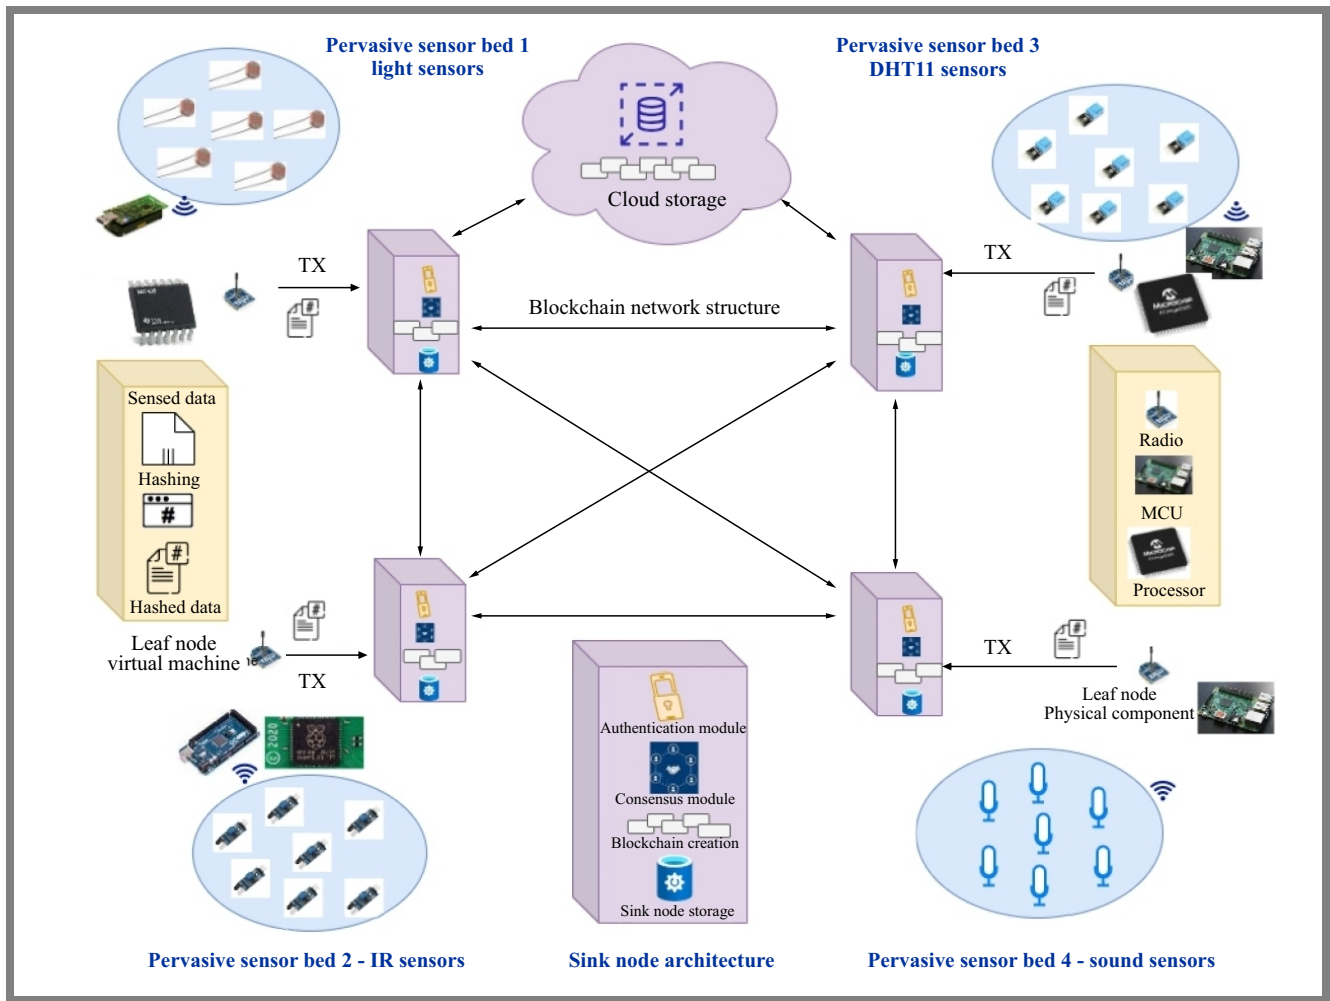 Pervasive sensor bed 1
light sensors
Pervasive sensor bed 3
DHT11 sensors
Cloud storage
TX
TX
Blockchain network structure
MICROCHIP
Sensed data
Hashing
#
#
Hashed data
Radio
MCU
Processor
Leaf node
virtual machine
TX
TX
Leaf node
Physical component
© 2020
Authentication module
Consensus module
Blockchain creation
Sink node storage
Pervasive sensor bed 2 - IR sensors
Sink node architecture
Pervasive sensor bed 4 - sound sensors